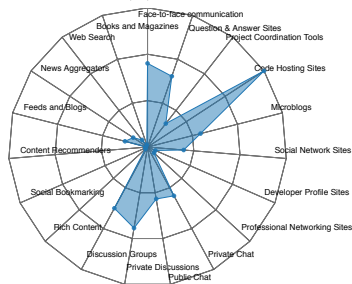 Face-to-face communication
Books and Magazines
Question & Answer Sites
Web Search
Project Coordination Tools
News Aggregators
Code Hosting Sites
Feeds and Blogs
Microblogs
Content Recommenders
Social Network Sites
Social Bookmarking
Developer Profile Sites
Rich Content
Professional Networking Sites
Discussion Groups
Private Chat
Private Discussions
Public Chat